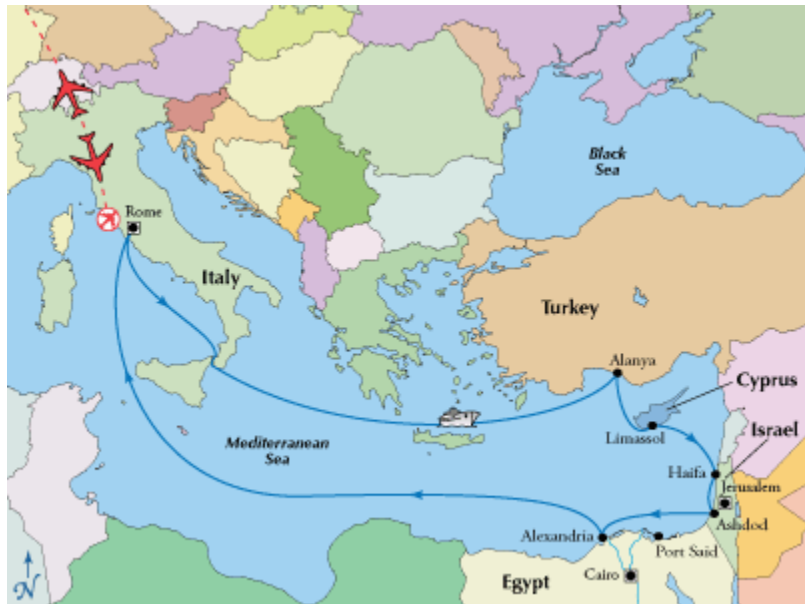 Black
Sea
Rome
Italy
Turkey
Alanya
Cyprus
Limassol
Israel
Mediterranean
Sea
Haifa
Jerusalem
Ashdod
Alexandria
Port Said
Cairo
Egypt
N